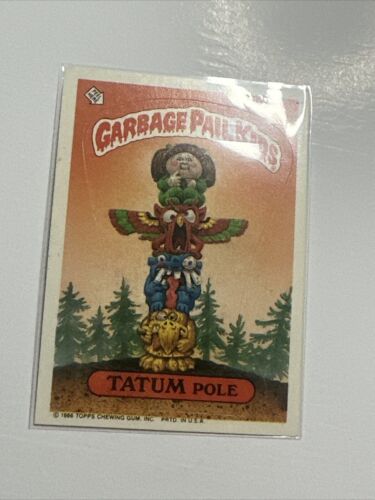 GARBAGE PAIL KIDS
TATUM POLE
© 1986 TOPPS CHEWING GUM, INC. PRTD. IN U.S.A.